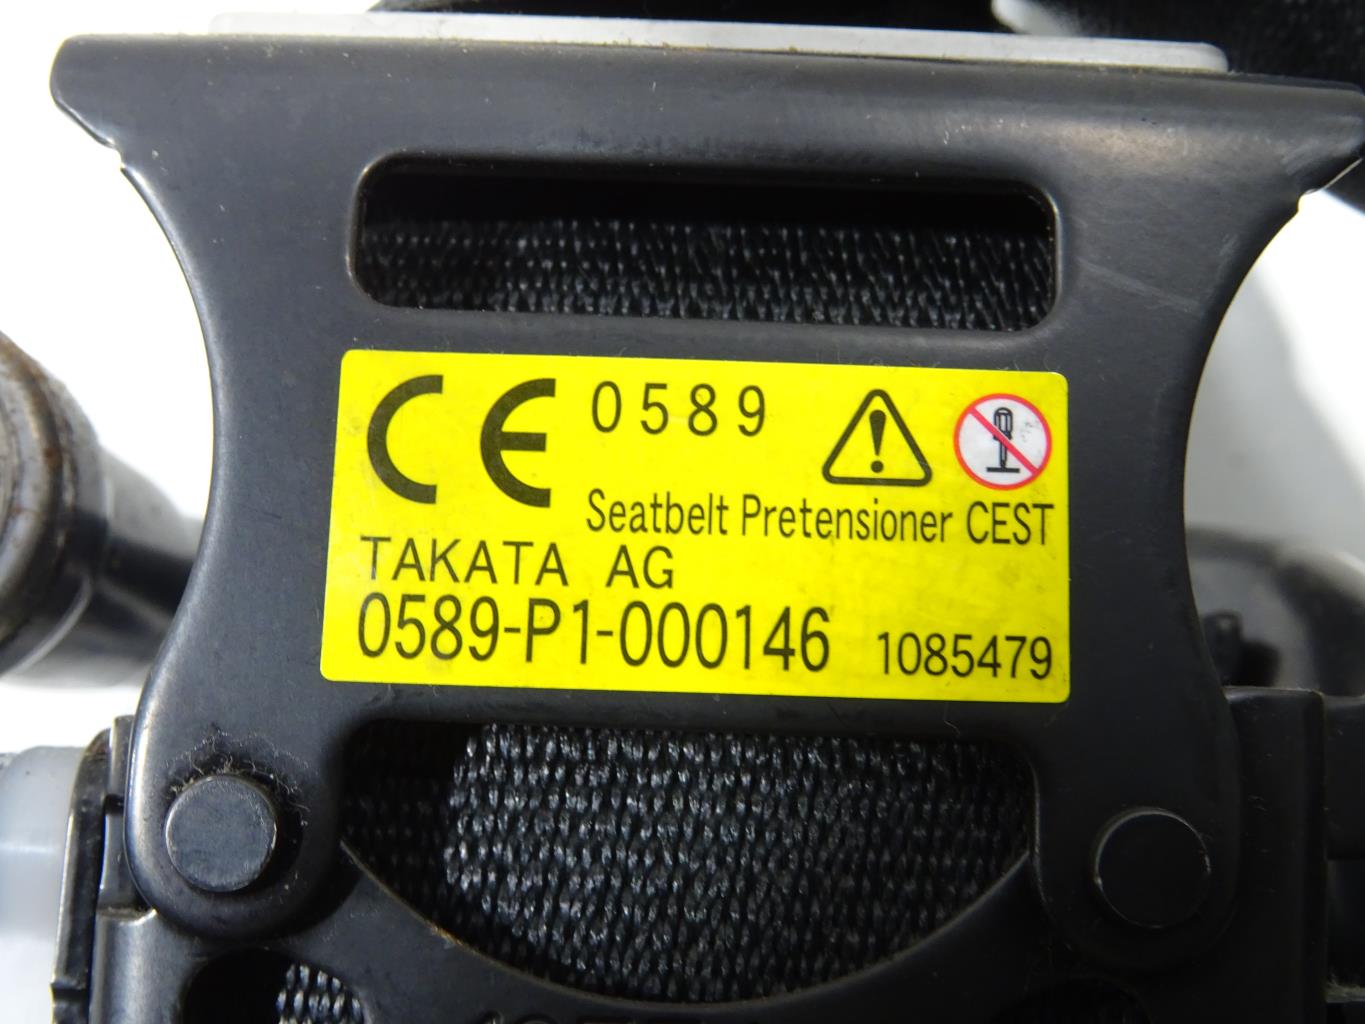 CE 0589
Seatbelt Pretensioner CEST
TAKATA AG
0589-P1-000146 1085479